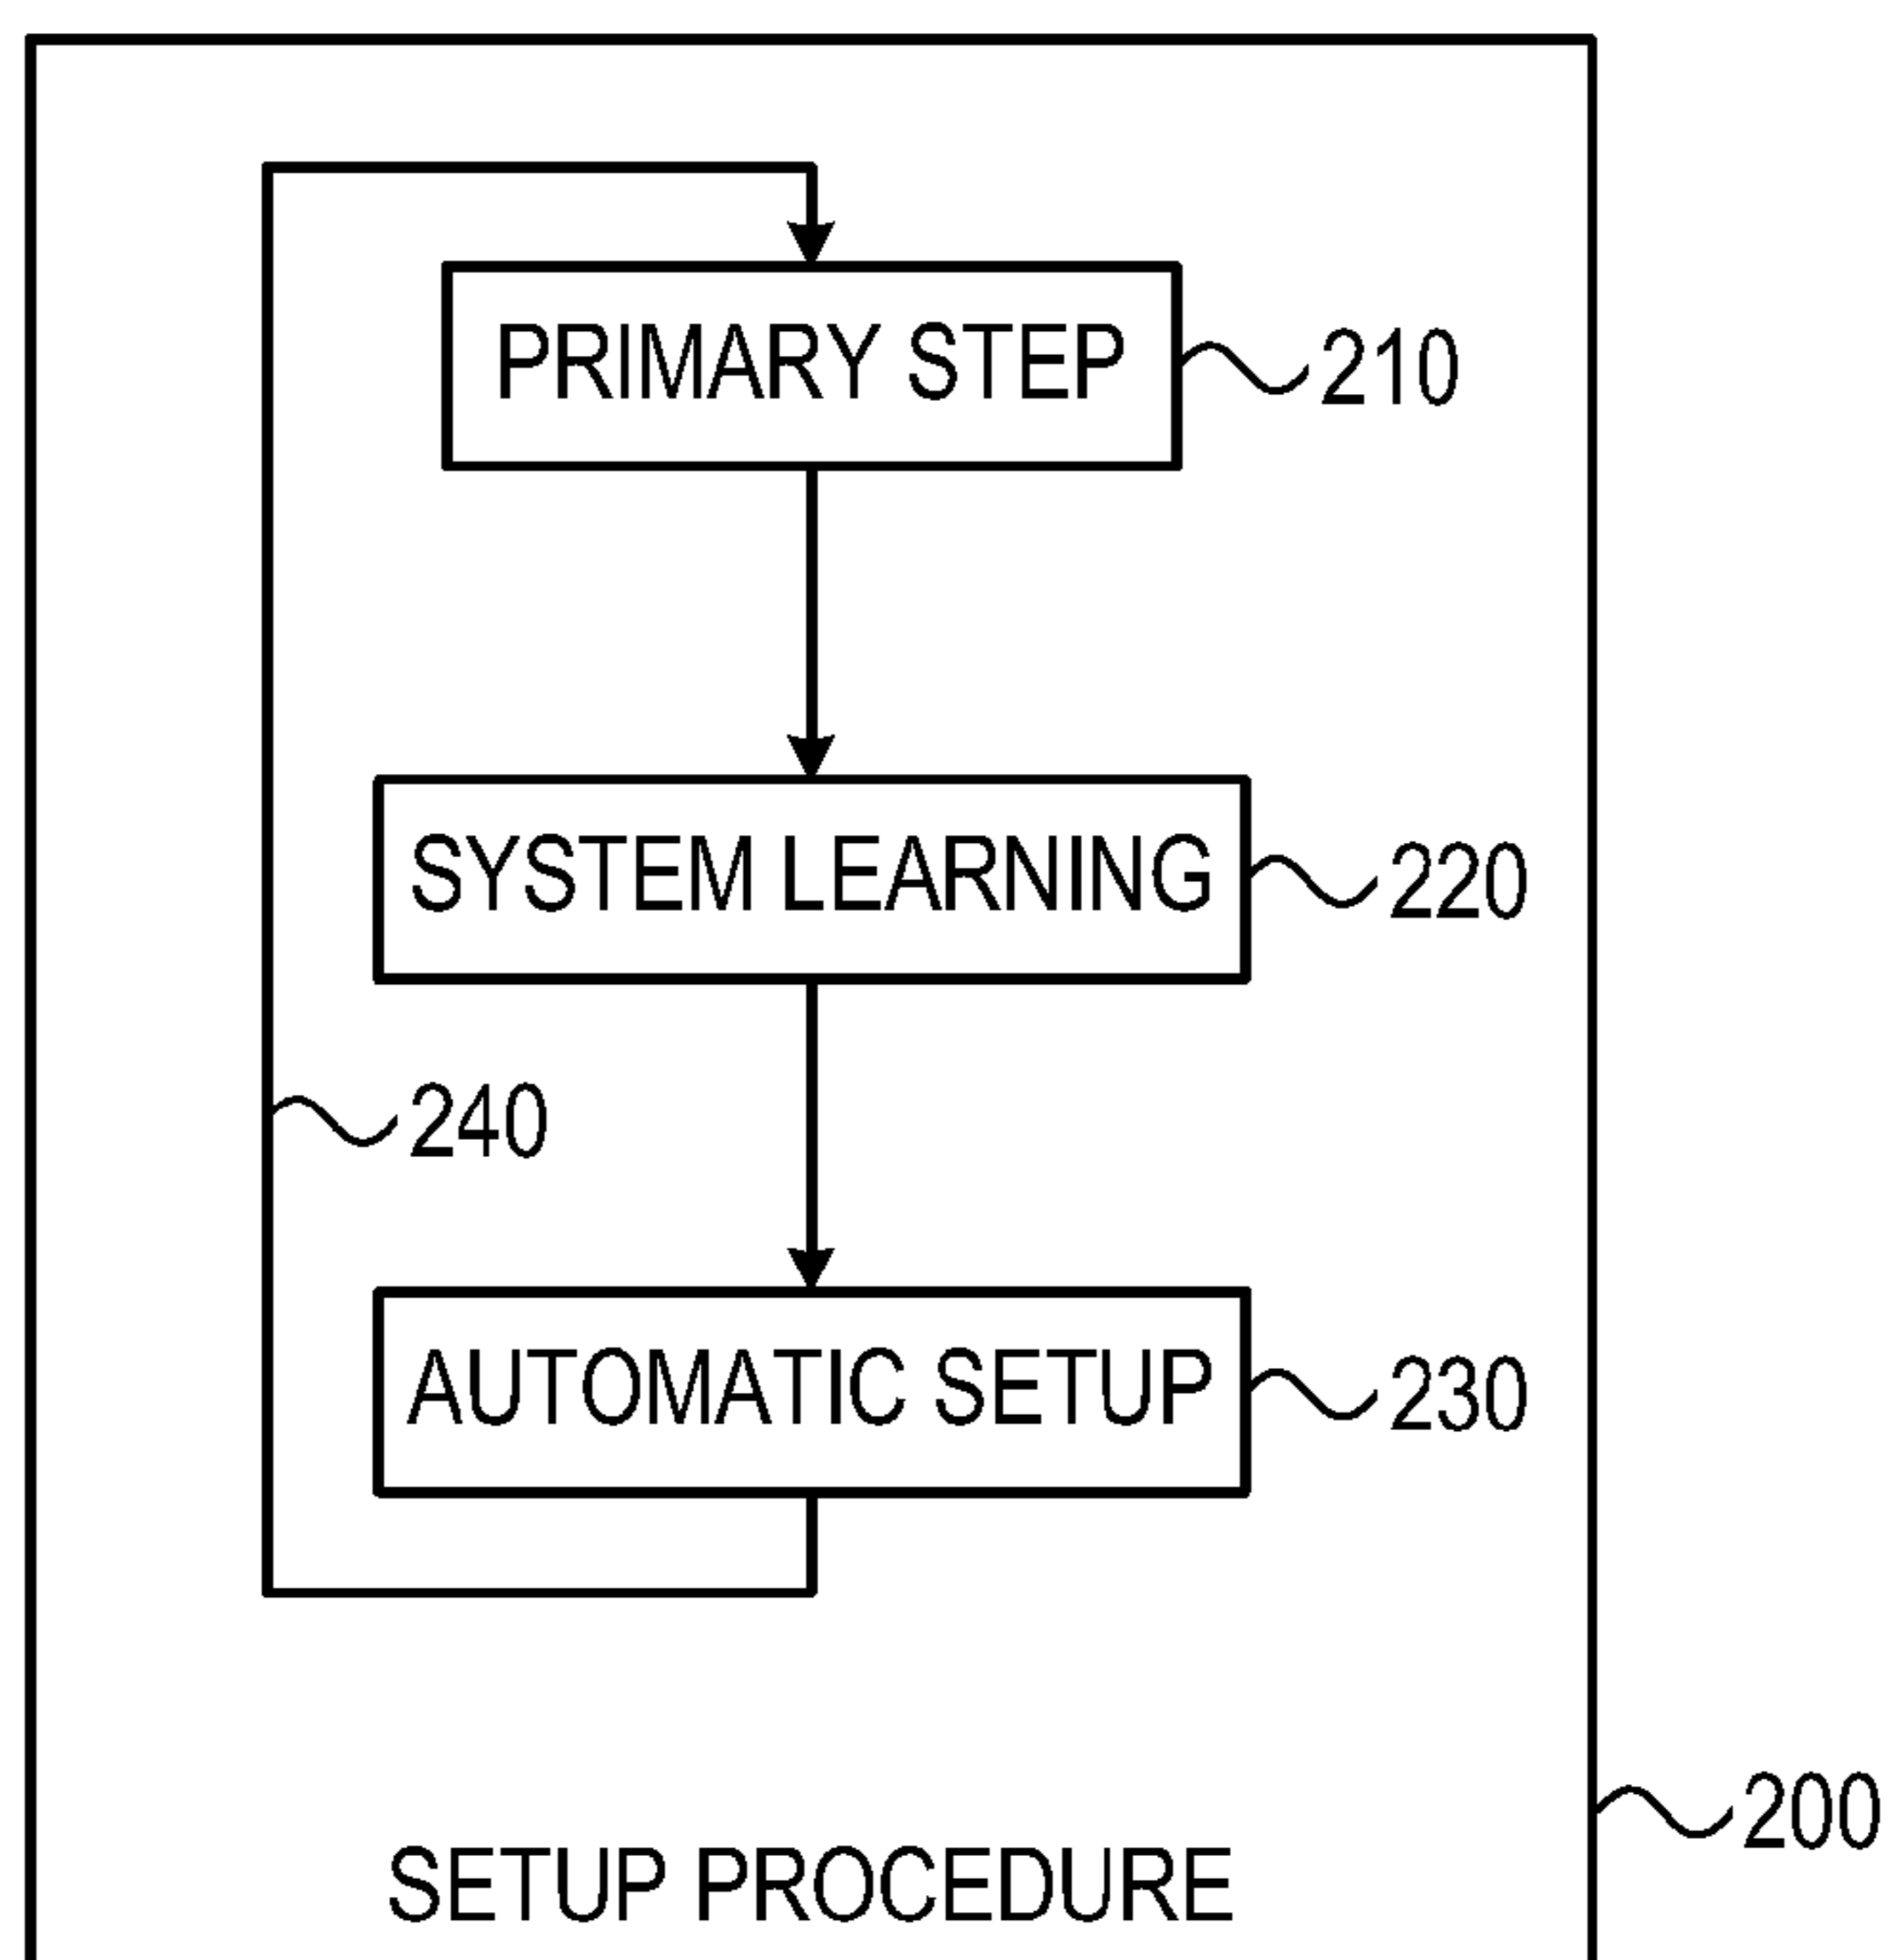 PRIMARY STEP
210
SYSTEM LEARNING
220
240
AUTOMATIC SETUP
230
200
SETUP PROCEDURE